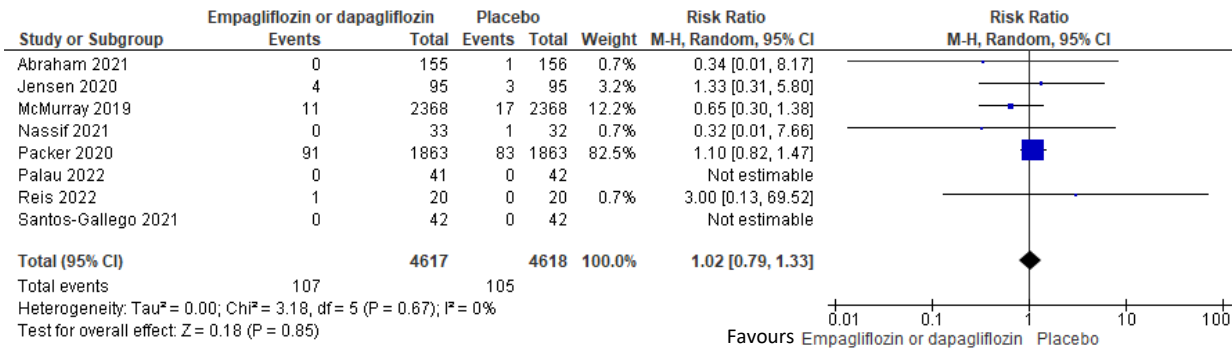 Empagliflozin or dapagliflozin Placebo Risk Ratio Risk Ratio
Study or Subgroup Events Total Events Total Weight M-H, Random, 95% CI M-H, Random, 95% CI
Abraham 2021 0 155 1 156 0.7% 0.34 [0.01, 8.17]
Jensen 2020 4 95 3 95 3.2% 1.33 [0.31, 5.80]
McMurray 2019 11 2368 17 2368 12.2% 0.65 [0.30, 1.38]
Nassif 2021 0 33 1 32 0.7% 0.32 [0.01, 7.66]
Packer 2020 91 1863 83 1863 82.5% 1.10 [0.82, 1.47]
Palau 2022 0 41 0 42 Not estimable
Reis 2022 1 20 0 20 0.7% 3.00 [0.13, 69.52]
Santos-Gallego 2021 0 42 0 42 Not estimable
Total (95% CI) 4617 4618 100.0% 1.02 [0.79, 1.33]
Total events 107 105
Heterogeneity: Tau² = 0.00; Chi² = 3.18, df = 5 (P = 0.67); I² = 0%
Test for overall effect: Z = 0.18 (P = 0.85)
0.01 0.1 1 10 100
Favours Empagliflozin or dapagliflozin Placebo